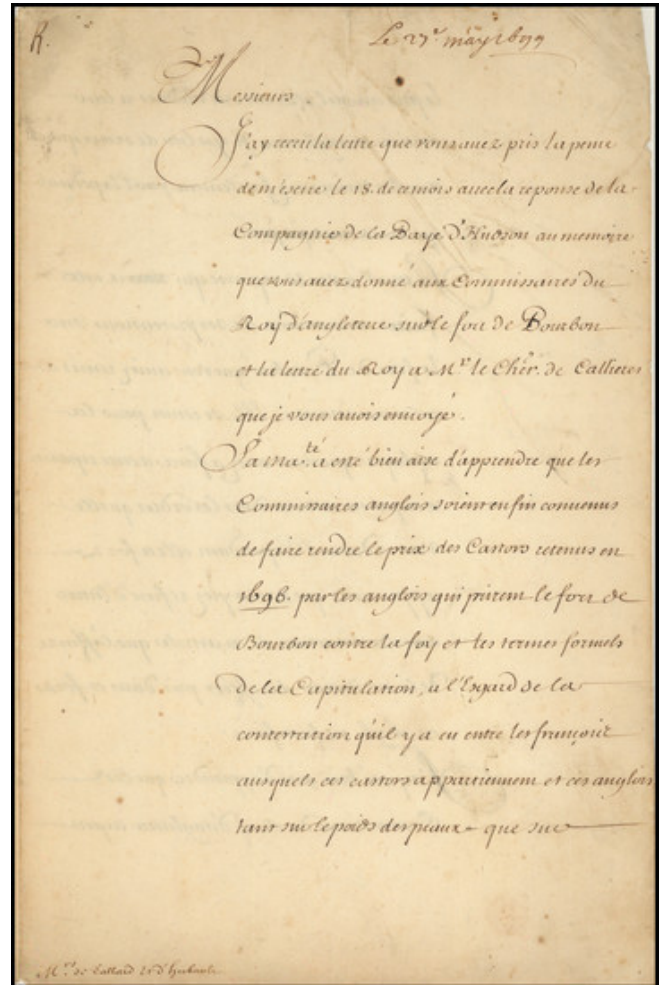 R.
Le 27e may 1699
Messieurs
J'ay receu la lettre que vous avez pris la peine
de m'escrire le 18. de ce mois avec la reponse de la
Compagnie de la Baye d'Hudson au memoire
que vous avez donné aux Commissaires du
Roy d'angleterre sur le fort de Bourbon
et la lettre du Roy a Mr. le Cher. de Callieres
que je vous avois envoyé.
Sa Ma.té a esté bien aise d'apprendre que les
Commissaires anglois soient enfin convenus
de faire rendre le prix des Castors retenus en
1696. par les anglois qui prirent le fort de
Bourbon contre la foy et les termes formels
de la Capitulation, a l'Esgard de la
contestation qu'il y a eu entre les françois
ausquels ces castors appartiennent et ces anglois
tant sur le poids des peaux que sur
Mrs. de Tallard et d'Herbault